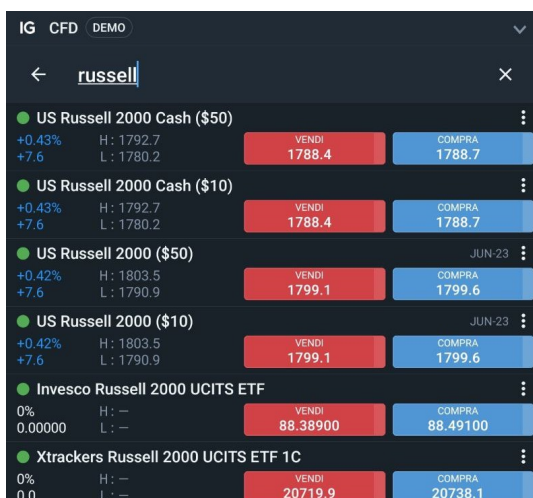 IG CFD DEMO
russell
US Russell 2000 Cash ($50)
+0.43% H: 1792.7 VENDI COMPRA
+7.6 L: 1780.2 1788.4 1788.7
US Russell 2000 Cash ($10)
+0.43% H: 1792.7 VENDI COMPRA
+7.6 L: 1780.2 1788.4 1788.7
US Russell 2000 ($50) JUN-23
+0.42% H: 1803.5 VENDI COMPRA
+7.6 L: 1790.9 1799.1 1799.6
US Russell 2000 ($10) JUN-23
+0.42% H: 1803.5 VENDI COMPRA
+7.6 L: 1790.9 1799.1 1799.6
Invesco Russell 2000 UCITS ETF
0% H: — VENDI COMPRA
0.00000 L: — 88.38900 88.49100
Xtrackers Russell 2000 UCITS ETF 1C
0% H: — VENDI COMPRA
0.0 L: — 20719.9 20738.1